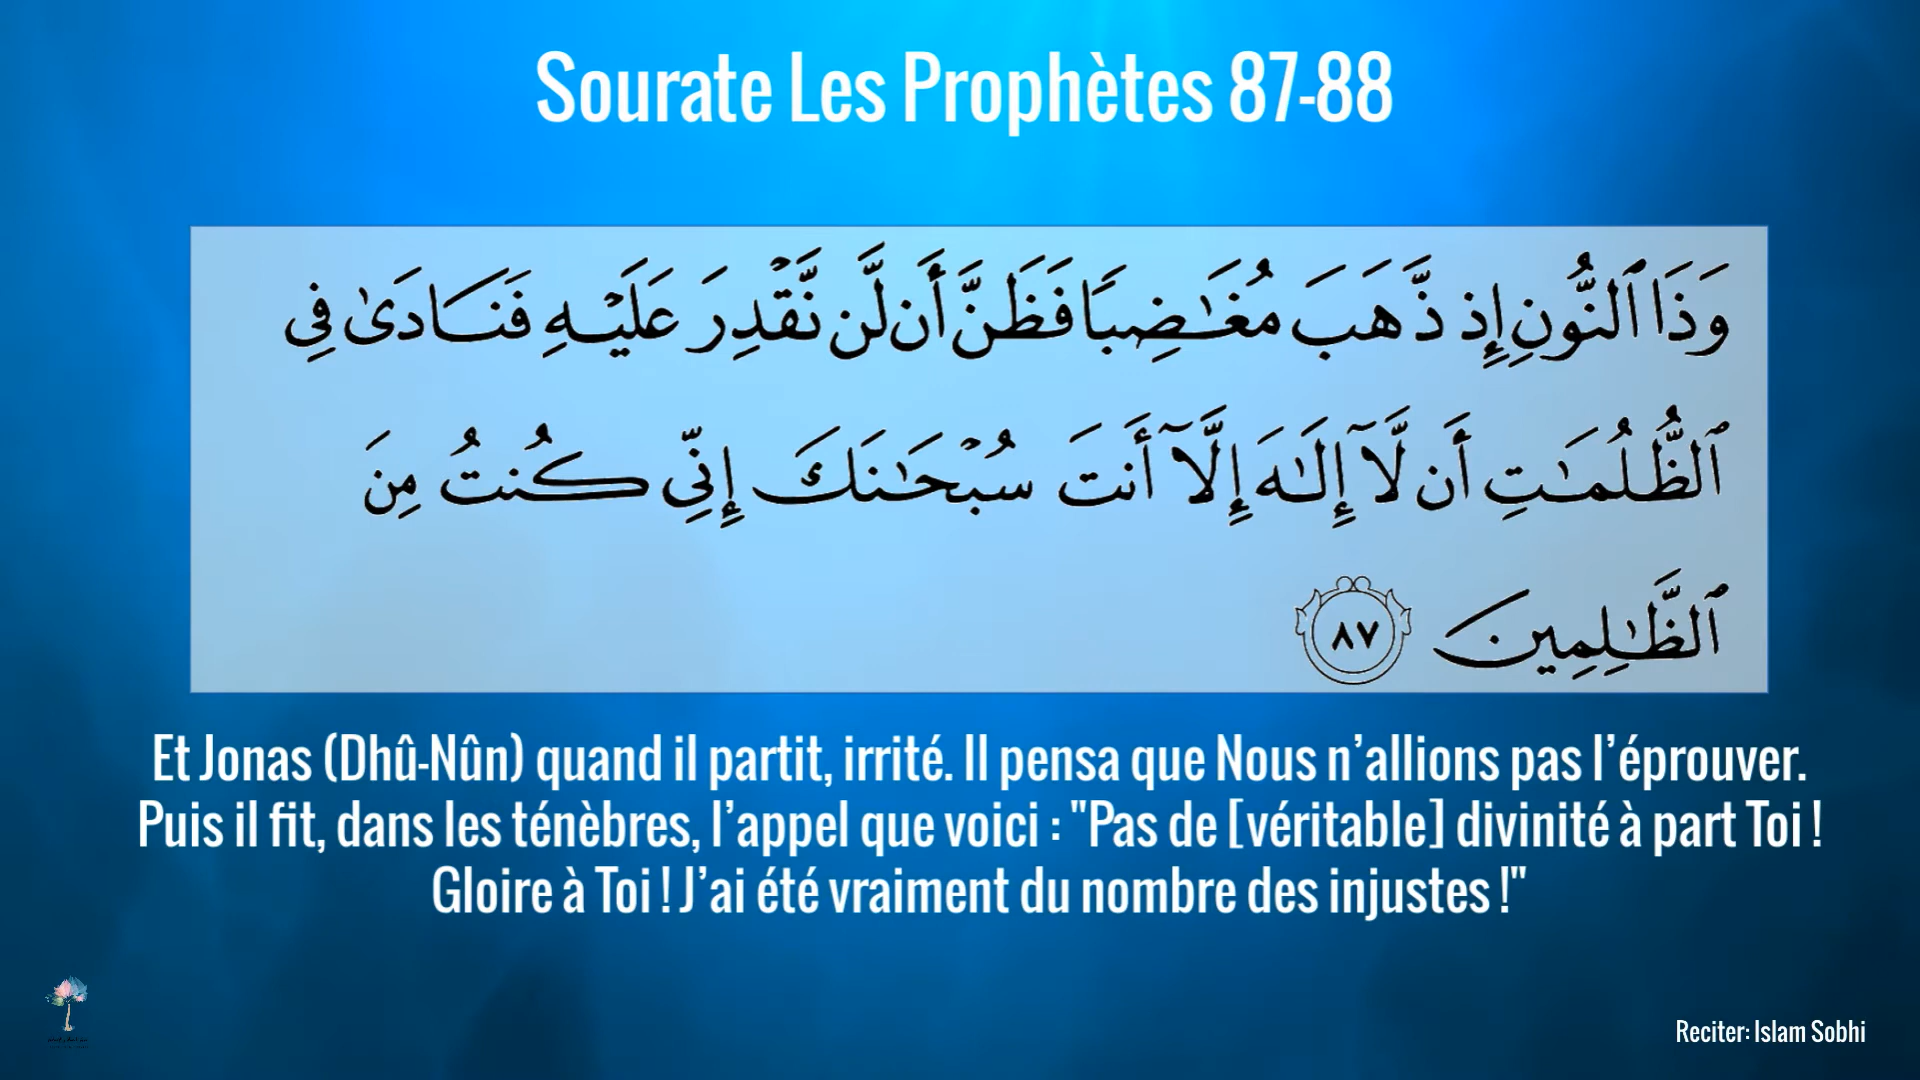 Sourate Les Prophètes 87-88
وَذَا ٱلنُّونِ إِذ ذَّهَبَ مُغَٰضِبًا فَظَنَّ أَن لَّن نَّقْدِرَ عَلَيْهِ فَنَادَىٰ فِي
ٱلظُّلُمَٰتِ أَن لَّآ إِلَٰهَ إِلَّآ أَنتَ سُبْحَٰنَكَ إِنِّي كُنتُ مِنَ
ٱلظَّٰلِمِينَ ٨٧
Et Jonas (Dhû-Nûn) quand il partit, irrité. Il pensa que Nous n’allions pas l’éprouver.
Puis il fit, dans les ténèbres, l’appel que voici : "Pas de [véritable] divinité à part Toi !
Gloire à Toi ! J’ai été vraiment du nombre des injustes !"
Reciter: Islam Sobhi